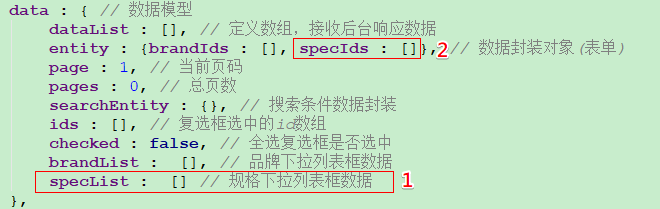 data : { // 数据模型
dataList : [], // 定义数组，接收后台响应数据
entity : {brandIds : [], specIds : []}, // 数据封装对象(表单) 2
page : 1, // 当前页码
pages : 0, // 总页数
searchEntity : {}, // 搜索条件数据封装
ids : [], // 复选框选中的id数组
checked : false, // 全选复选框是否选中
brandList :  [], // 品牌下拉列表框数据
specList :  [] // 规格下拉列表框数据 1
},